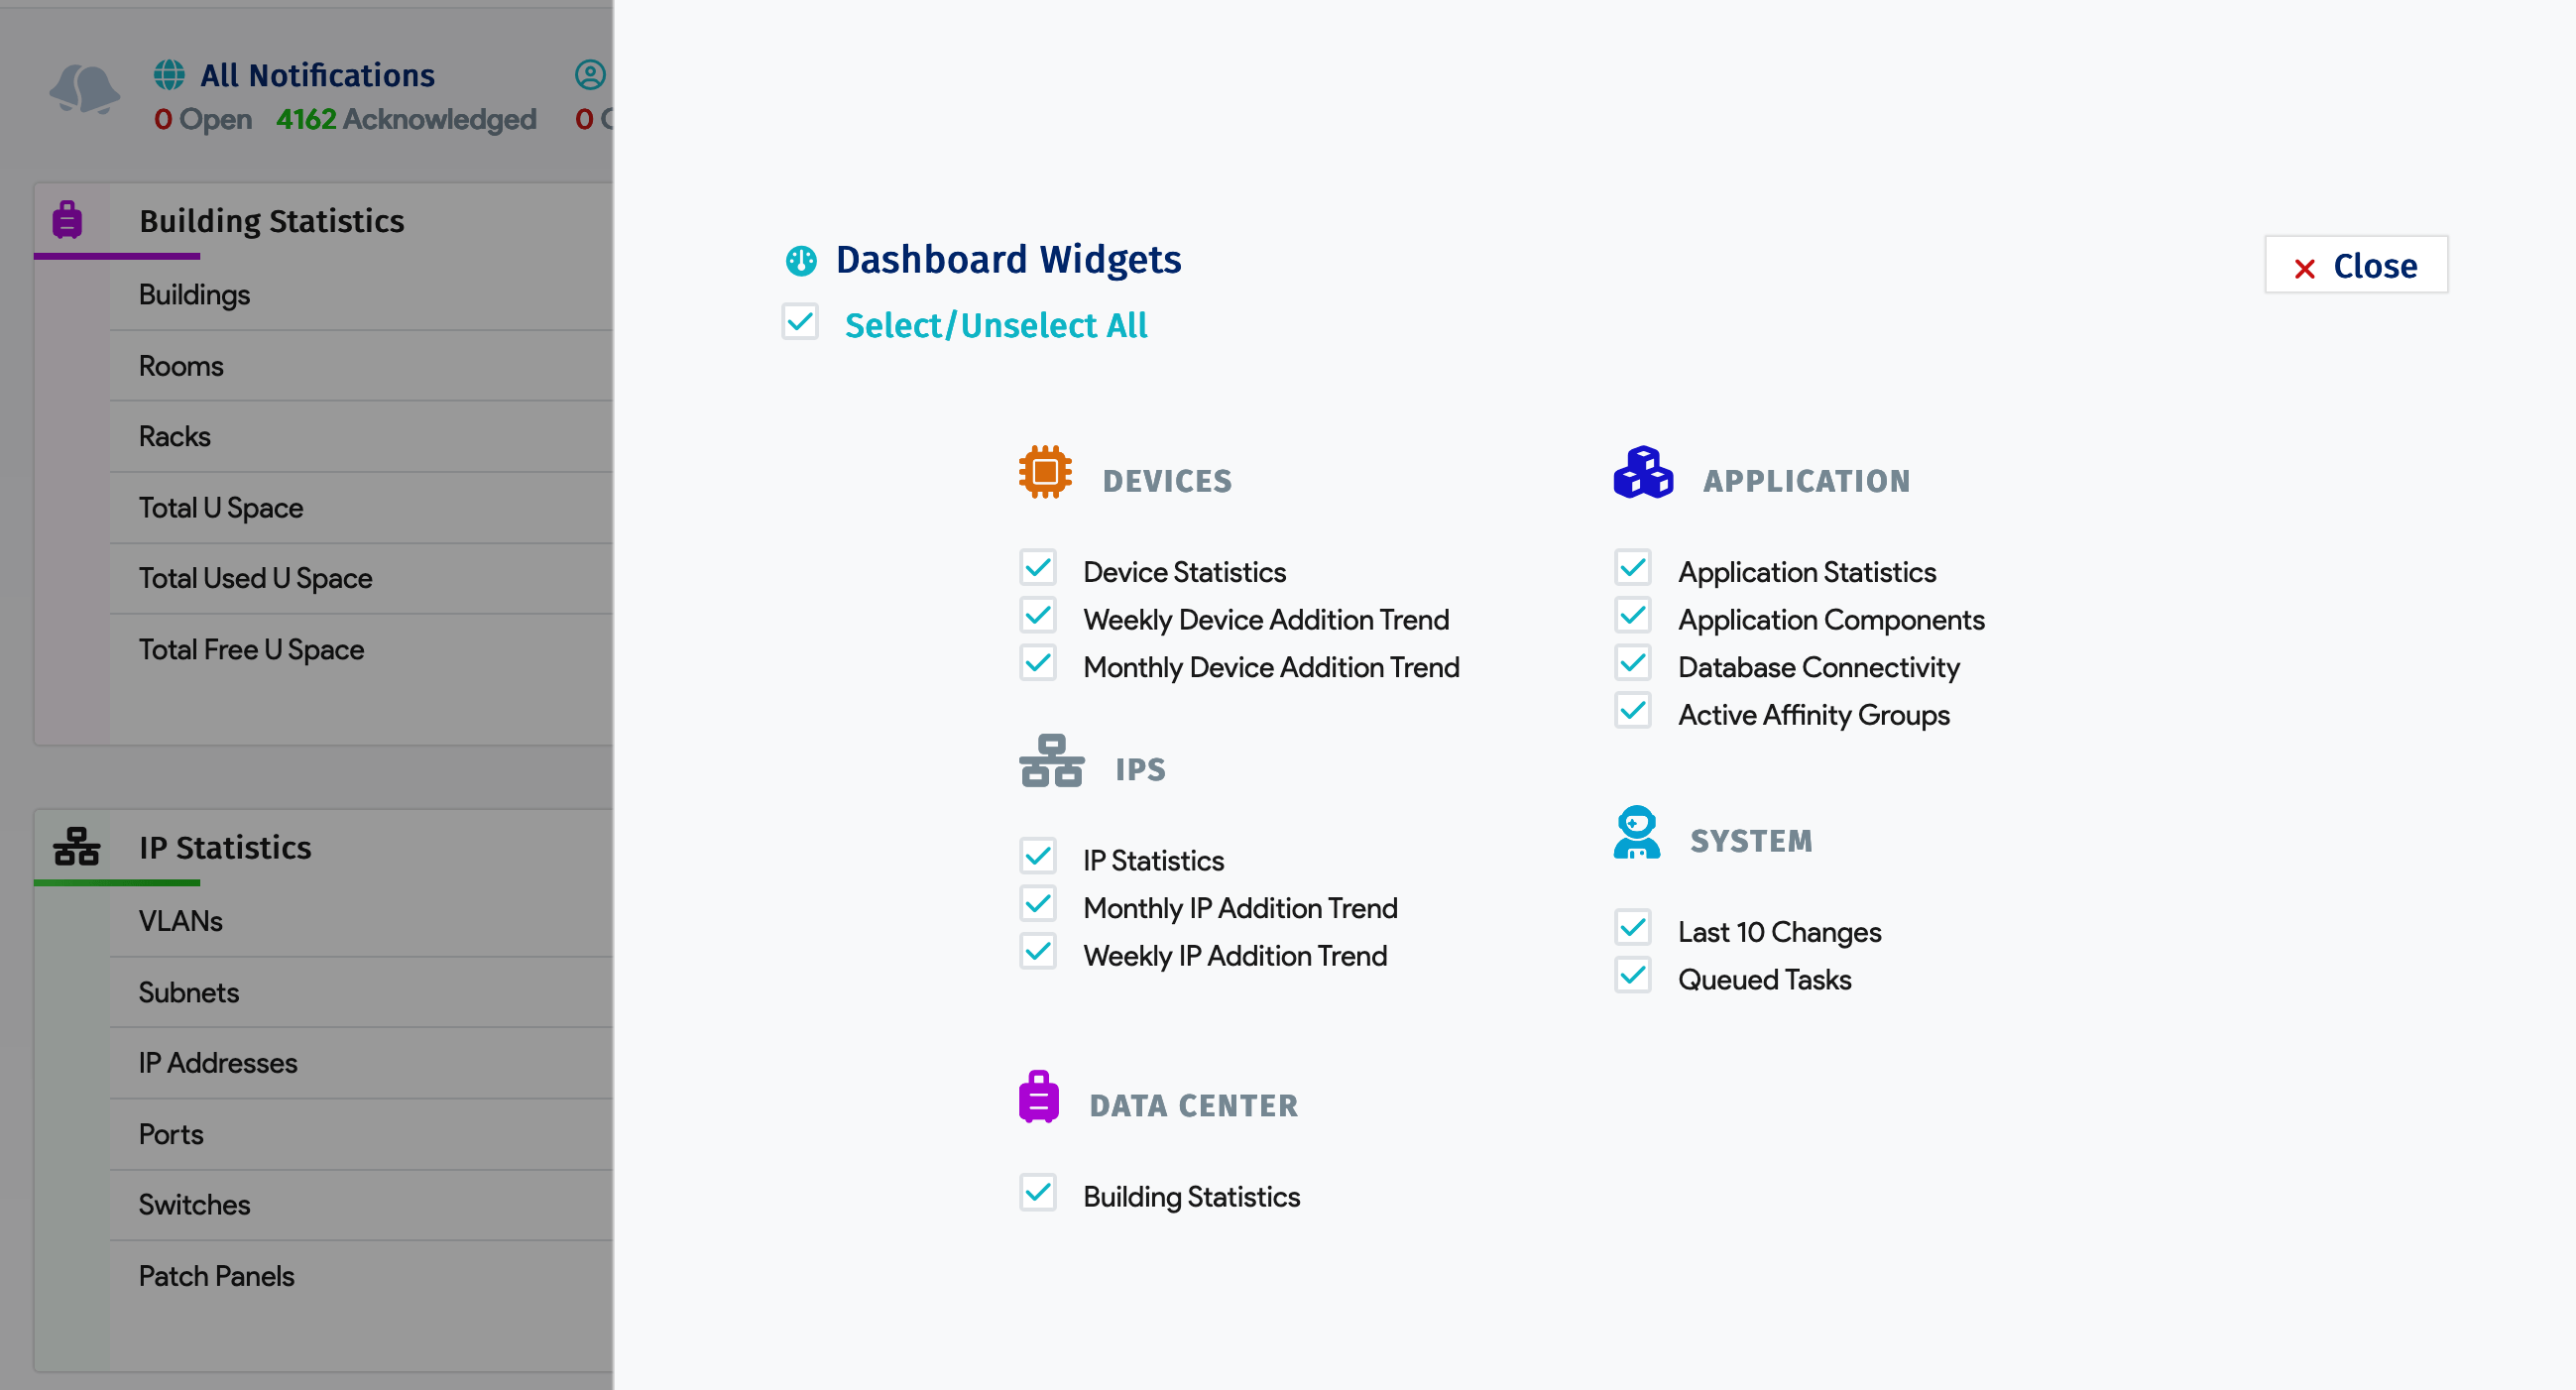 All Notifications
0 Open 4162 Acknowledged
0
Building Statistics
Buildings
Rooms
Racks
Total U Space
Total Used U Space
Total Free U Space
IP Statistics
VLANs
Subnets
IP Addresses
Ports
Switches
Patch Panels
Dashboard Widgets
Close
Select/Unselect All
DEVICES
Device Statistics
Weekly Device Addition Trend
Monthly Device Addition Trend
IPS
IP Statistics
Monthly IP Addition Trend
Weekly IP Addition Trend
DATA CENTER
Building Statistics
APPLICATION
Application Statistics
Application Components
Database Connectivity
Active Affinity Groups
SYSTEM
Last 10 Changes
Queued Tasks